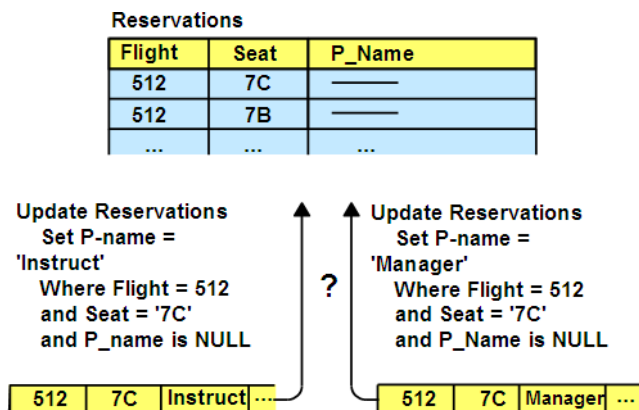 Reservations
Flight Seat P_Name
512 7C
512 7B
... ... ...
Update Reservations
Set P-name =
'Instruct'
Where Flight = 512
and Seat = '7C'
and P_name is NULL
?
Update Reservations
Set P-name =
'Manager'
Where Flight = 512
and Seat = '7C'
and P_Name is NULL
512 7C Instruct ...
512 7C Manager ...